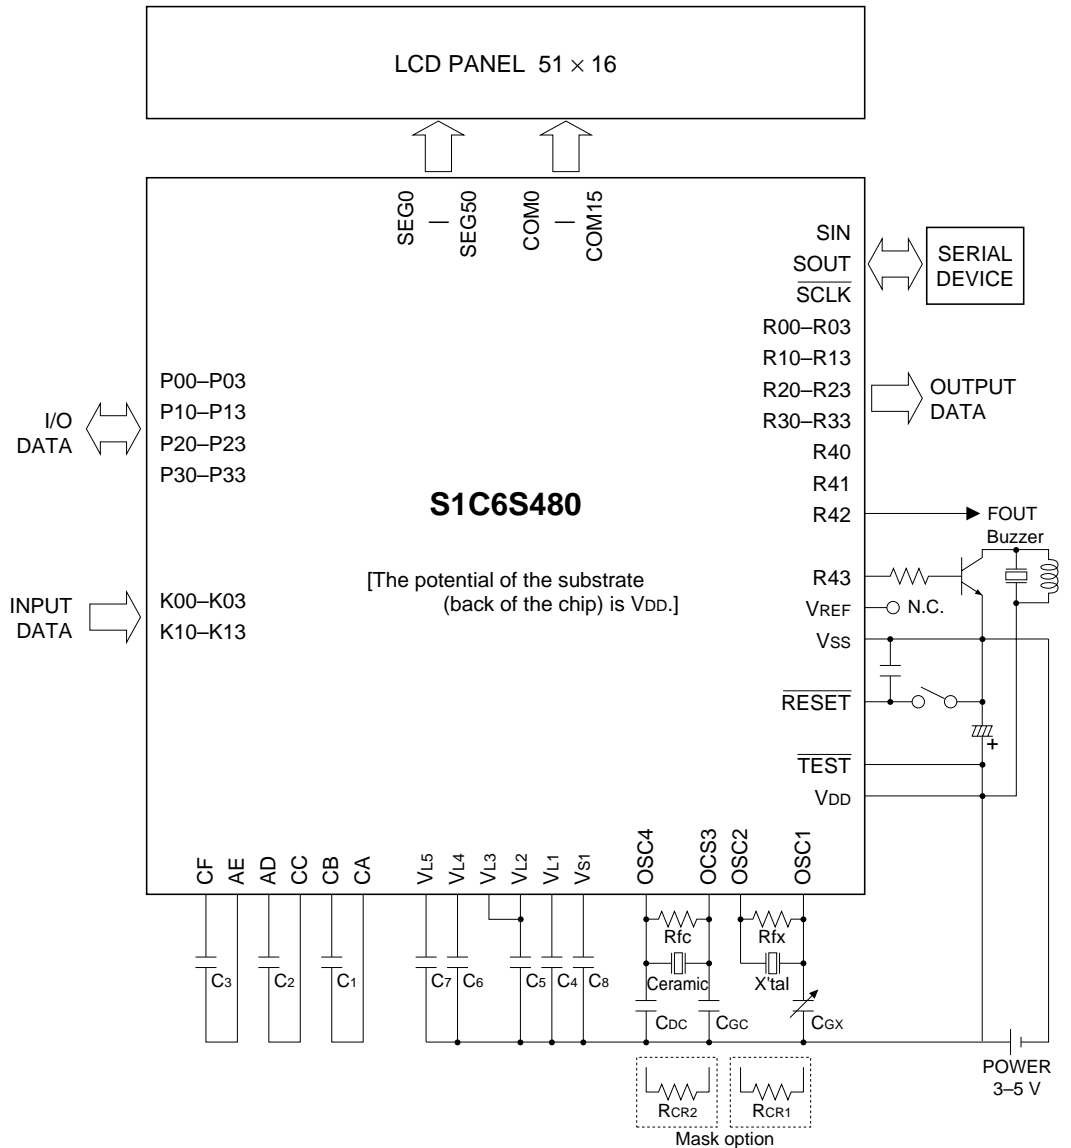 LCD PANEL 51 × 16
SEG0
|
SEG50
COM0
|
COM15
SIN
SOUT
SCLK
SERIAL
DEVICE
R00–R03
R10–R13
R20–R23
R30–R33
R40
R41
R42
R43
VREF
VSS
RESET
TEST
VDD
OUTPUT
DATA
FOUT
Buzzer
N.C.
+
I/O
DATA
P00–P03
P10–P13
P20–P23
P30–P33
S1C6S480
[The potential of the substrate
(back of the chip) is VDD.]
INPUT
DATA
K00–K03
K10–K13
CF
AE
AD
CC
CB
CA
VL5
VL4
VL3
VL2
VL1
VS1
OSC4
OCS3
OSC2
OSC1
Rfc
Rfx
C3
C2
C1
C7
C6
C5
C4
C8
Ceramic
X'tal
CDC
CGC
CGX
POWER
3–5 V
RCR2
RCR1
Mask option